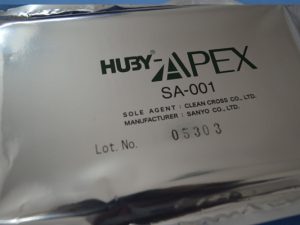 HUBY-APEX
SA-001
SOLE AGENT : CLEAN CROSS CO., LTD.
MANUFACTURER : SANYO CO., LTD.
Lot. No. 05303